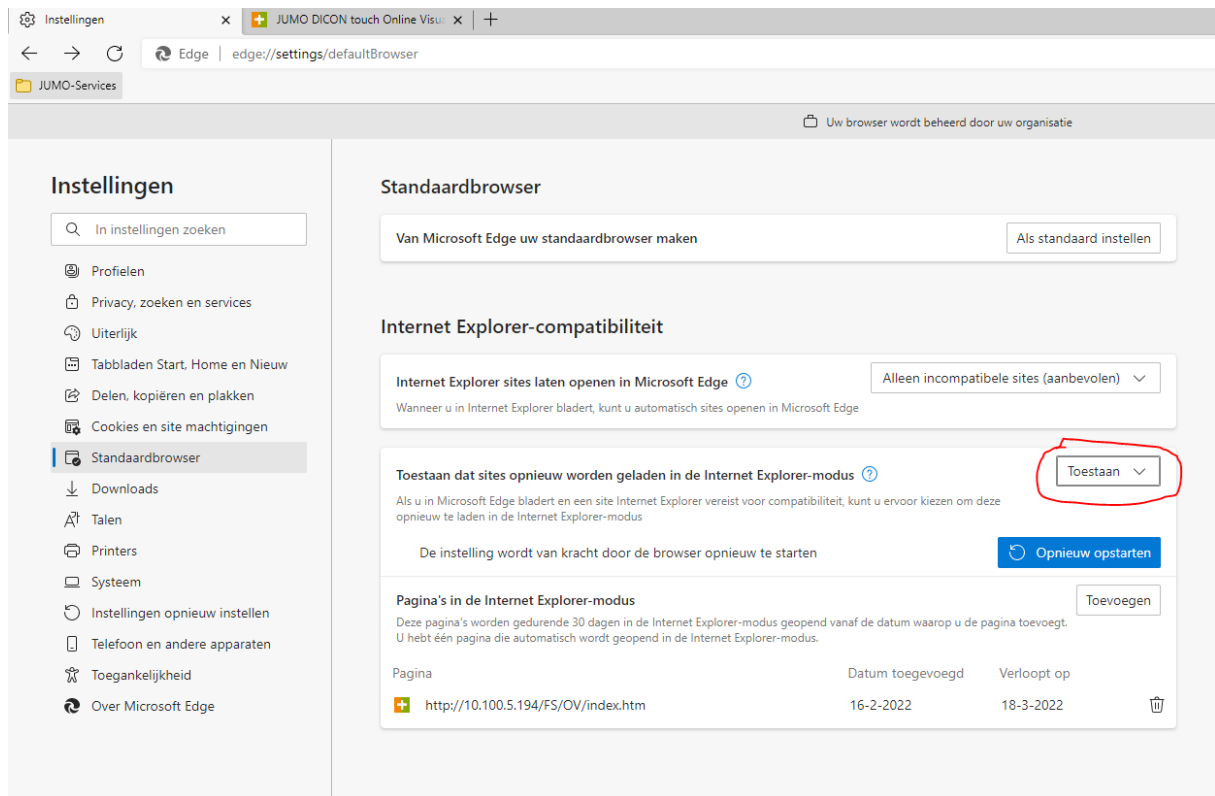 Instellingen
JUMO DICON touch Online Visu
Edge
edge://settings/defaultBrowser
JUMO-Services
Uw browser wordt beheerd door uw organisatie
Instellingen
In instellingen zoeken
Profielen
Privacy, zoeken en services
Uiterlijk
Tabbladen Start, Home en Nieuw
Delen, kopiëren en plakken
Cookies en site machtigingen
Standaardbrowser
Downloads
Talen
Printers
Systeem
Instellingen opnieuw instellen
Telefoon en andere apparaten
Toegankelijkheid
Over Microsoft Edge
Standaardbrowser
Van Microsoft Edge uw standaardbrowser maken
Als standaard instellen
Internet Explorer-compatibiliteit
Internet Explorer sites laten openen in Microsoft Edge
Alleen incompatibele sites (aanbevolen)
Wanneer u in Internet Explorer bladert, kunt u automatisch sites openen in Microsoft Edge
Toestaan dat sites opnieuw worden geladen in de Internet Explorer-modus
Toestaan
Als u in Microsoft Edge bladert en een site Internet Explorer vereist voor compatibiliteit, kunt u ervoor kiezen om deze
opnieuw te laden in de Internet Explorer-modus
De instelling wordt van kracht door de browser opnieuw te starten
Opnieuw opstarten
Pagina's in de Internet Explorer-modus
Toevoegen
Deze pagina's worden gedurende 30 dagen in de Internet Explorer-modus geopend vanaf de datum waarop u de pagina toevoegt.
U hebt één pagina die automatisch wordt geopend in de Internet Explorer-modus.
Pagina Datum toegevoegd Verloopt op
http://10.100.5.194/FS/OV/index.htm 16-2-2022 18-3-2022